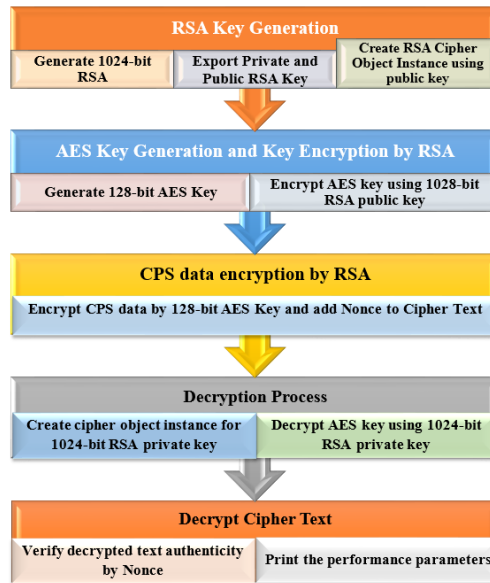 RSA Key Generation
Generate 1024-bit
RSA
Export Private and
Public RSA Key
Create RSA Cipher
Object Instance using
public key
AES Key Generation and Key Encryption by RSA
Generate 128-bit AES Key
Encrypt AES key using 1028-bit
RSA public key
CPS data encryption by RSA
Encrypt CPS data by 128-bit AES Key and add Nonce to Cipher Text
Decryption Process
Create cipher object instance for
1024-bit RSA private key
Decrypt AES key using 1024-bit
RSA private key
Decrypt Cipher Text
Verify decrypted text authenticity
by Nonce
Print the performance parameters